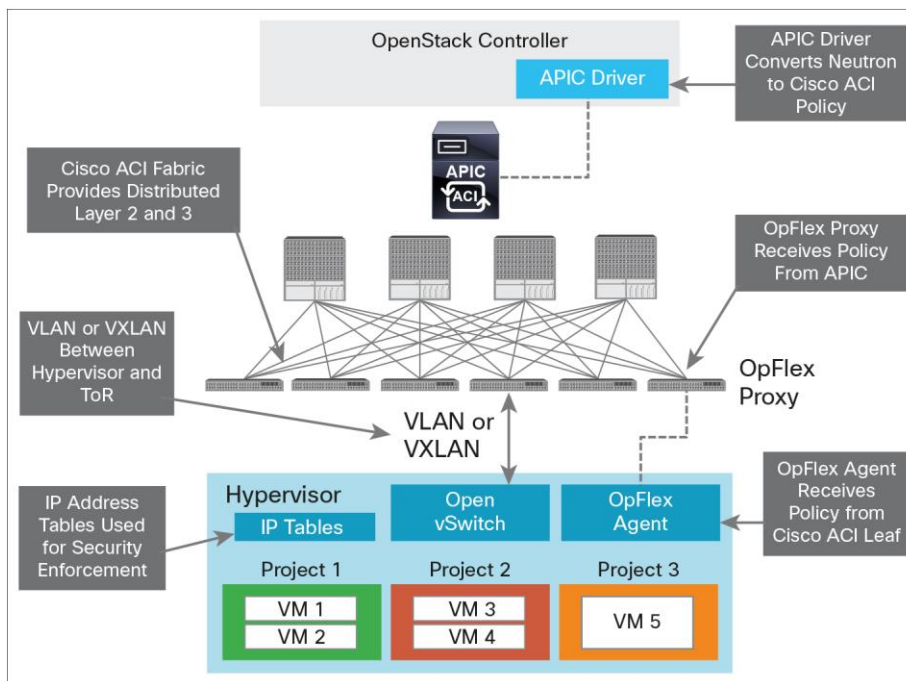 OpenStack Controller
APIC Driver
APIC Driver
Converts Neutron
to Cisco ACI
Policy
Cisco ACI Fabric
Provides Distributed
Layer 2 and 3
APIC
ACI
OpFlex Proxy
Receives Policy
From APIC
VLAN or VXLAN
Between
Hypervisor and
ToR
OpFlex
Proxy
VLAN or
VXLAN
Hypervisor
IP Tables
Open
vSwitch
OpFlex
Agent
OpFlex Agent
Receives
Policy from
Cisco ACI Leaf
IP Address
Tables Used
for Security
Enforcement
Project 1
VM 1
VM 2
Project 2
VM 3
VM 4
Project 3
VM 5